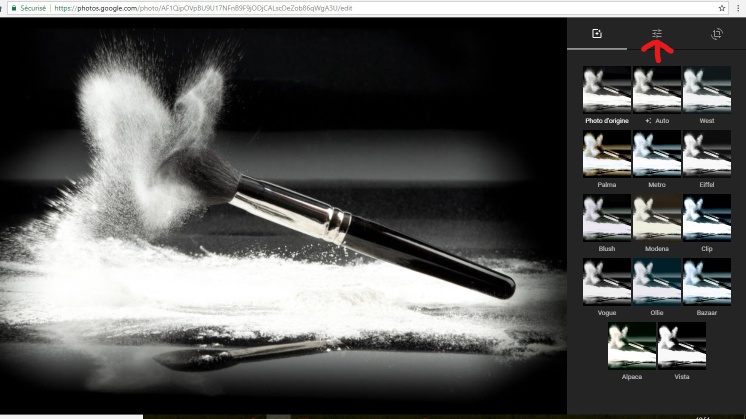 Sécurisé
https://photos.google.com/photo/AF1QipOVpBU9U17NFnB9F9jODjCALscDeZob86qWgA3U/edit
Photo d'origine
Auto
West
Palma
Metro
Eiffel
Blush
Modena
Clip
Vogue
Ollie
Bazaar
Alpaca
Vista